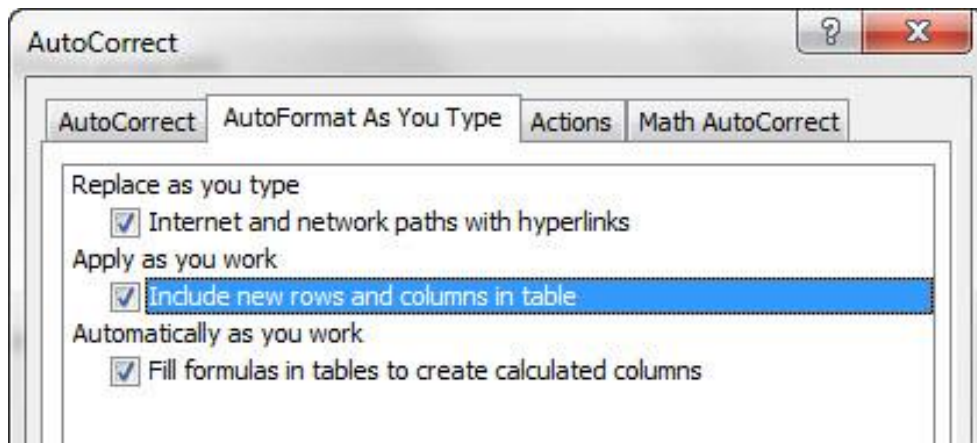 AutoCorrect
AutoCorrect AutoFormat As You Type Actions Math AutoCorrect
Replace as you type
Internet and network paths with hyperlinks
Apply as you work
Include new rows and columns in table
Automatically as you work
Fill formulas in tables to create calculated columns